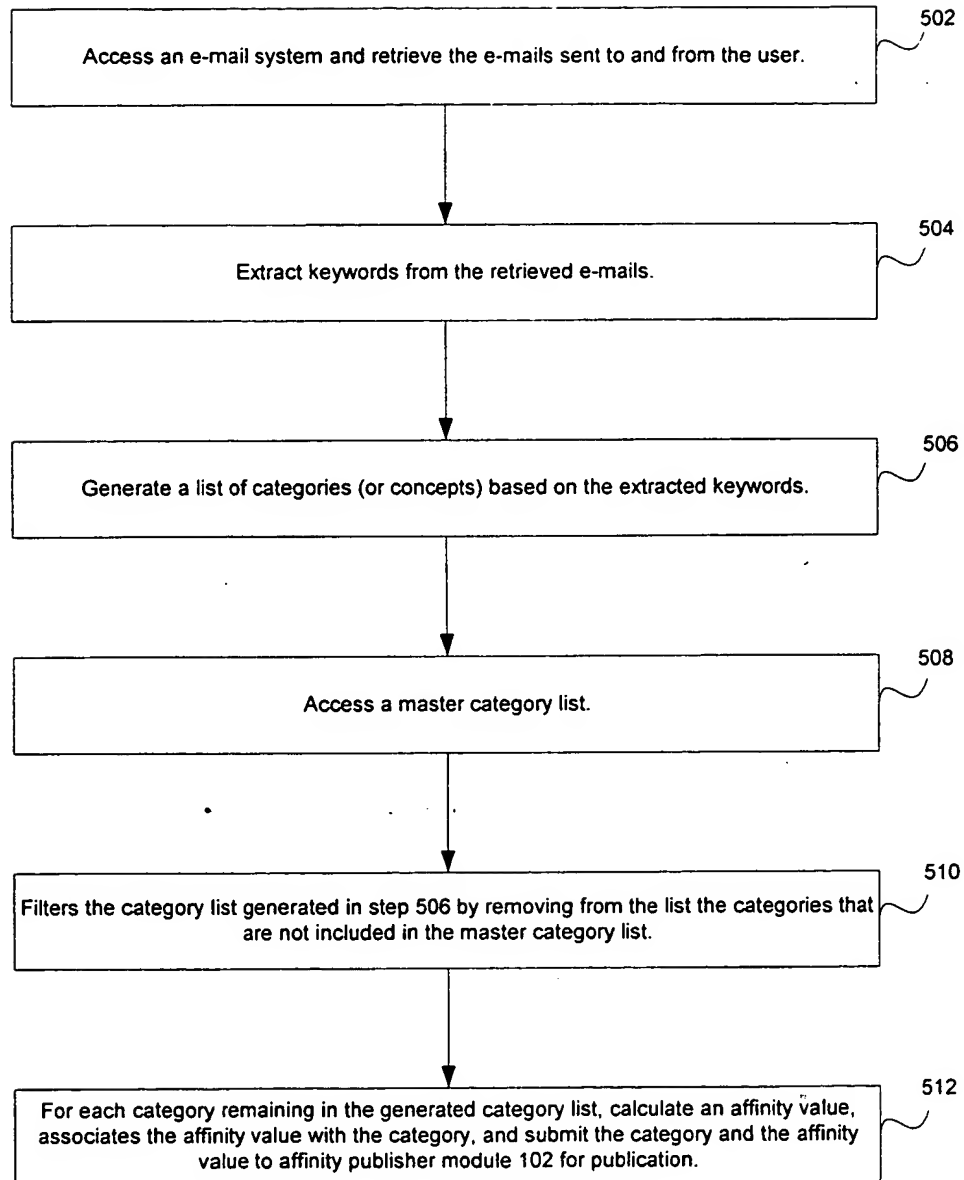 502
Access an e-mail system and retrieve the e-mails sent to and from the user.
504
Extract keywords from the retrieved e-mails.
506
Generate a list of categories (or concepts) based on the extracted keywords.
508
Access a master category list.
510
Filters the category list generated in step 506 by removing from the list the categories that
are not included in the master category list.
512
For each category remaining in the generated category list, calculate an affinity value,
associates the affinity value with the category, and submit the category and the affinity
value to affinity publisher module 102 for publication.